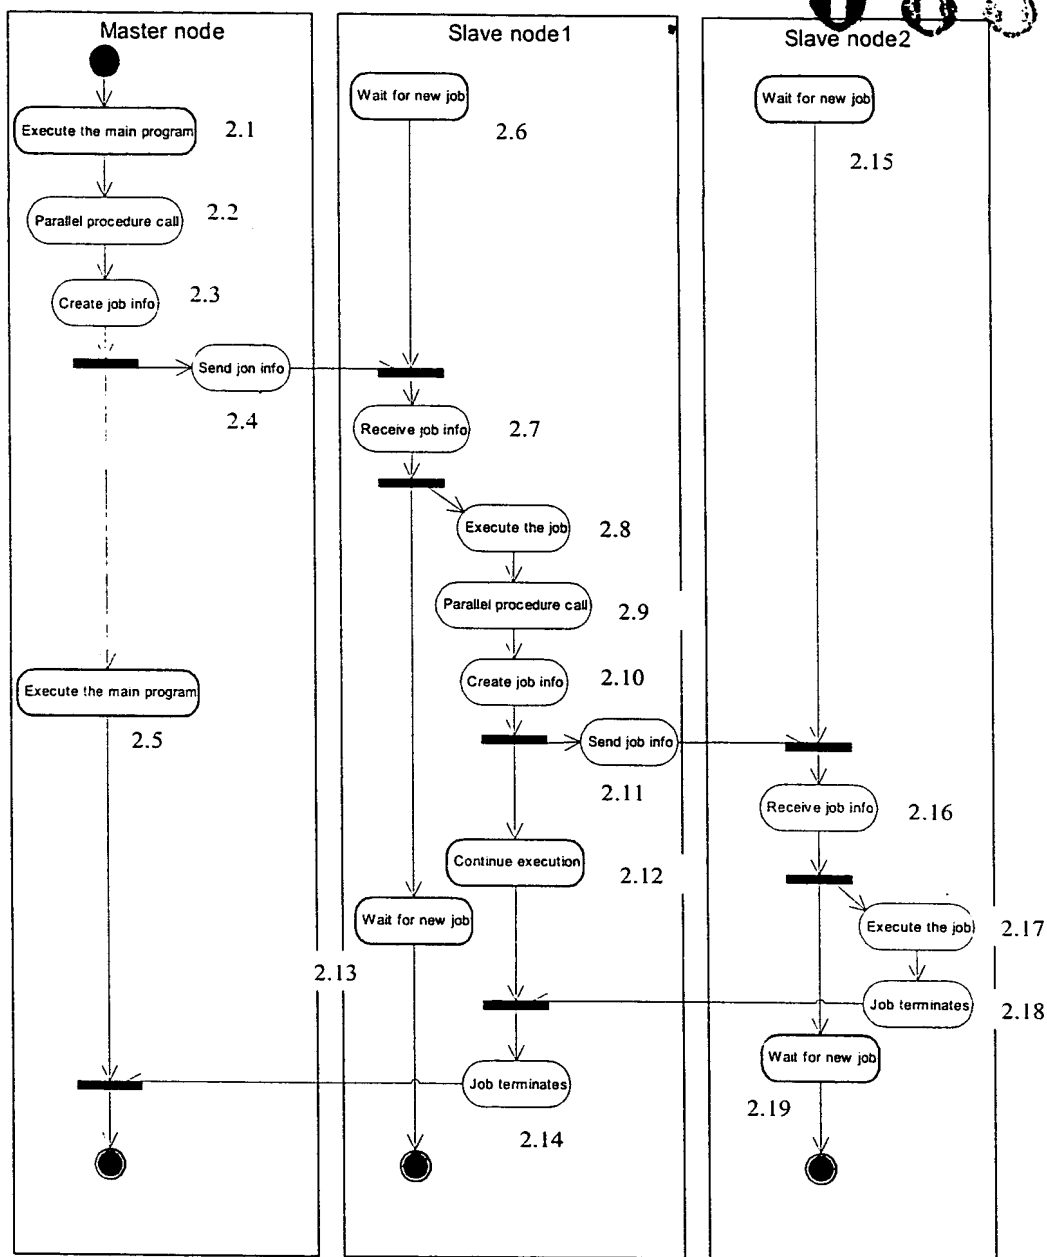 Master node
Slave node1
Slave node2
Execute the main program
2.1
Parallel procedure call
2.2
Create job info
2.3
Send jon info
2.4
Execute the main program
2.5
Wait for new job
2.6
Receive job info
2.7
Execute the job
2.8
Parallel procedure call
2.9
Create job info
2.10
Send job info
2.11
Continue execution
2.12
Wait for new job
2.13
Job terminates
2.14
Wait for new job
2.15
Receive job info
2.16
Execute the job
2.17
Job terminates
2.18
Wait for new job
2.19